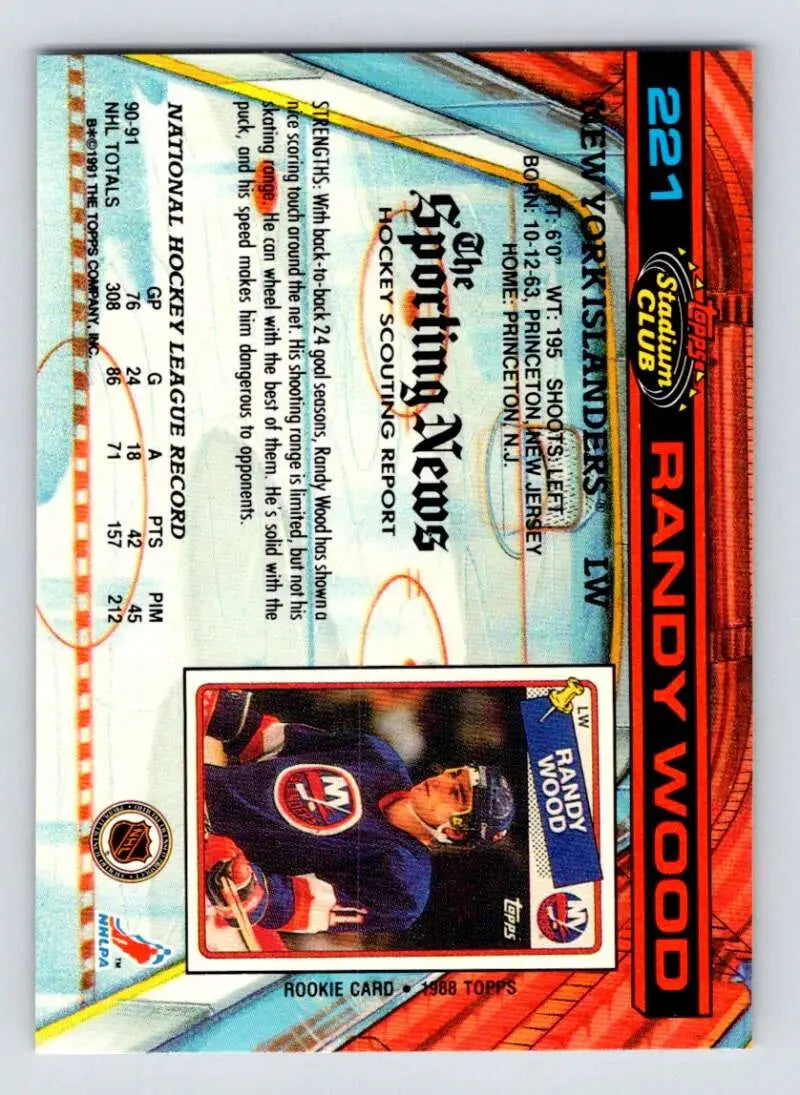 221
TOPPS
Stadium
CLUB
RANDY WOOD
NEW YORK ISLANDERS® LW
HT: 6'0" WT: 195 SHOOTS: LEFT
BORN: 10-12-63, PRINCETON, NEW JERSEY
HOME: PRINCETON, N.J.
The
Sporting News
HOCKEY SCOUTING REPORT
STRENGTHS: With back-to-back 24 goal seasons, Randy Wood has shown a
nice scoring touch around the net. His shooting range is limited, but not his
skating range. He can wheel with the best of them. He's solid with the
puck, and his speed makes him dangerous to opponents.
NATIONAL HOCKEY LEAGUE RECORD
GP G A PTS PIM
90-91 76 24 18 42 45
NHL TOTALS 308 86 71 157 212
B*©1991 THE TOPPS COMPANY, INC.
LW
RANDY
WOOD
NY
TOPPS
NY
ROOKIE CARD • 1988 TOPPS
NHL
NHLPA™